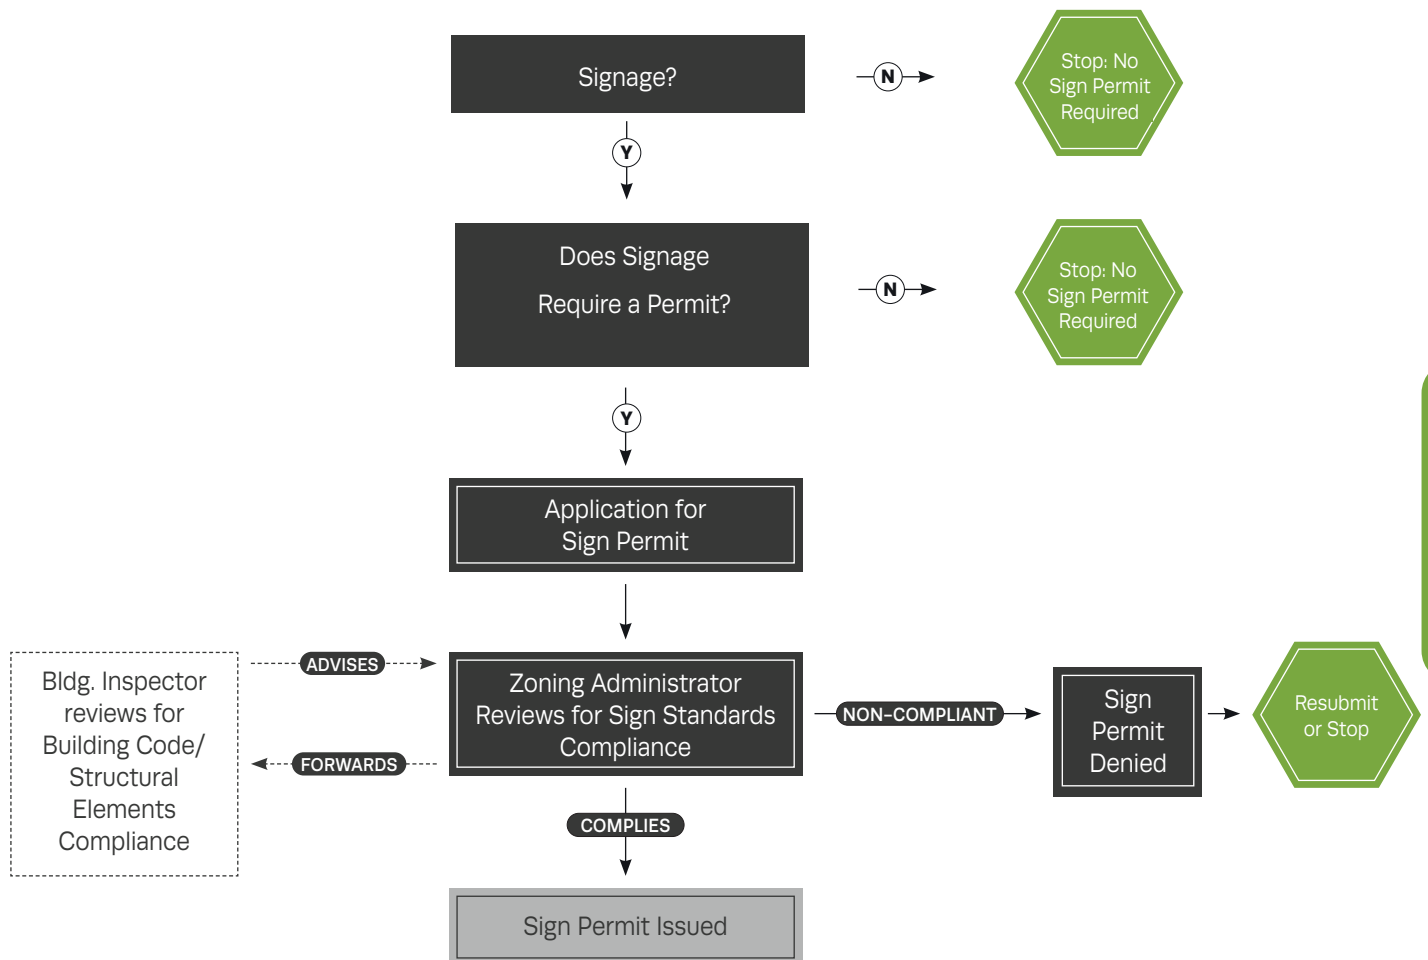 Signage?
N
Stop: No
Sign Permit
Required
Y
Does Signage
Require a Permit?
N
Stop: No
Sign Permit
Required
Y
Application for
Sign Permit
ADVISES
FORWARDS
Bldg. Inspector
reviews for
Building Code/
Structural
Elements
Compliance
Zoning Administrator
Reviews for Sign Standards
Compliance
NON-COMPLIANT
Sign
Permit
Denied
Resubmit
or Stop
COMPLIES
Sign Permit Issued